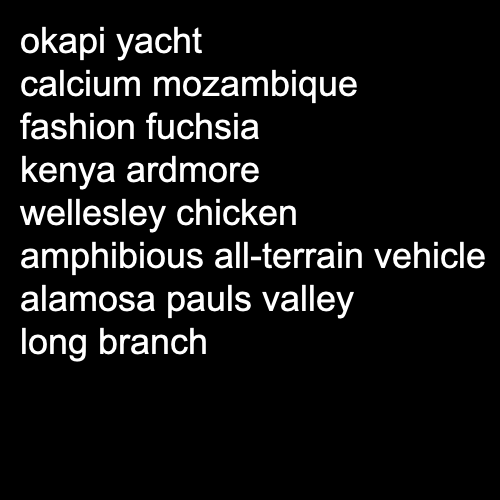 okapi yacht
calcium mozambique
fashion fuchsia
kenya ardmore
wellesley chicken
amphibious all-terrain vehicle
alamosa pauls valley
long branch